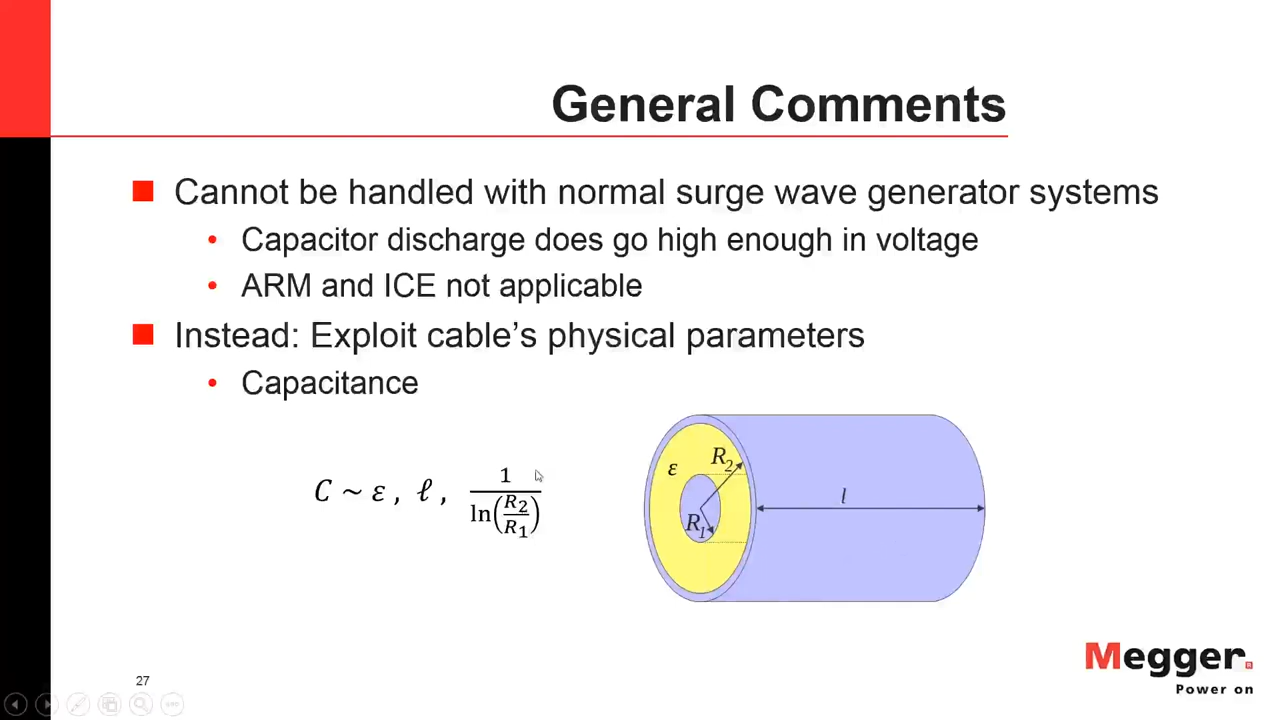 General Comments
Cannot be handled with normal surge wave generator systems
Capacitor discharge does go high enough in voltage
ARM and ICE not applicable
Instead: Exploit cable’s physical parameters
Capacitance
C ~ ε , ℓ , 1 / ln(R₂/R₁)
ε R₂
R₁
l
Megger.
Power on
27